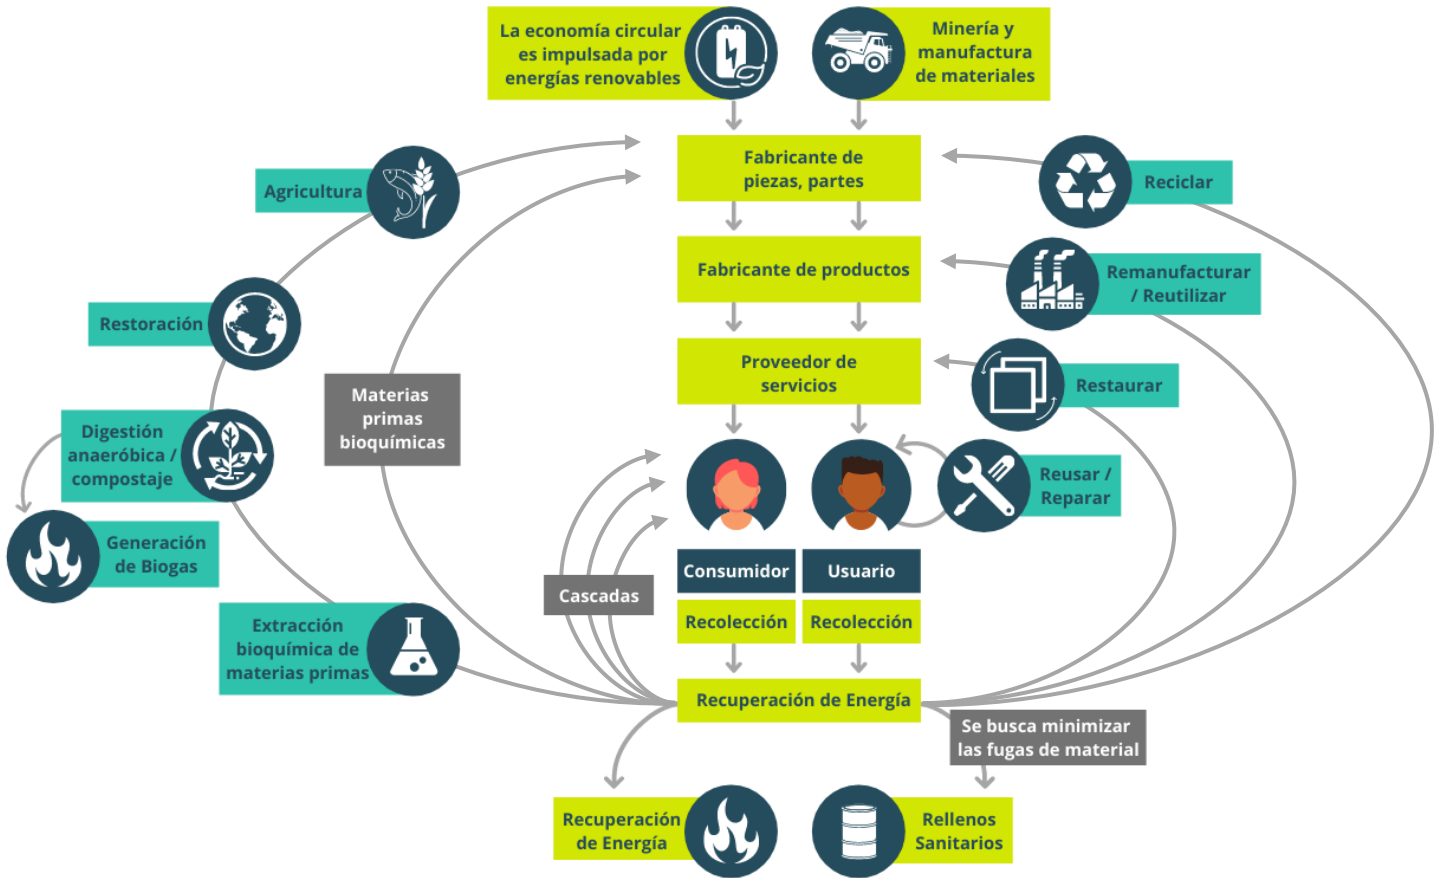 La economía circular
es impulsada por
energías renovables
Minería y
manufactura
de materiales
Fabricante de
piezas, partes
Agricultura
Reciclar
Fabricante de productos
Remanufacturar
/ Reutilizar
Restoración
Proveedor de
servicios
Restaurar
Materias
primas
bioquímicas
Digestión
anaeróbica /
compostaje
Reusar /
Reparar
Generación
de Biogas
Cascadas
Consumidor
Usuario
Recolección
Recolección
Extracción
bioquímica de
materias primas
Recuperación de Energía
Se busca minimizar
las fugas de material
Recuperación
de Energía
Rellenos
Sanitarios